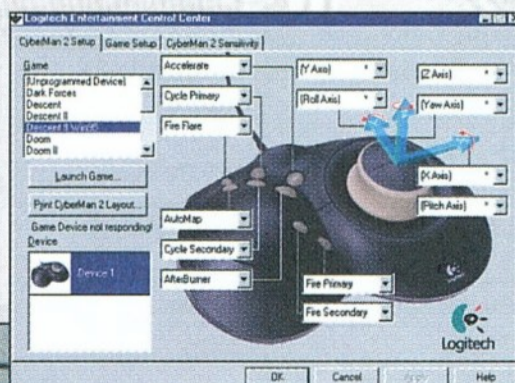 Logitech Entertainment Control Center
CyberMan 2 Setup
Game Setup
CyberMan 2 Sensitivity
Game
(Unprogrammed Device)
Dark Forces
Descent
Descent II
Doom
Doom II
Launch Game...
Print CyberMan 2 Layout...
Game Device not responding!
Device
Device 1
Accelerate
Cycle Primary
Fire Flare
AutoMap
Cycle Secondary
AfterBurner
(Y Axis)
(Roll Axis)
(Z Axis)
(Yaw Axis)
(X Axis)
(Pitch Axis)
Fire Primary
Fire Secondary
Logitech
OK
Cancel
Apply
Help